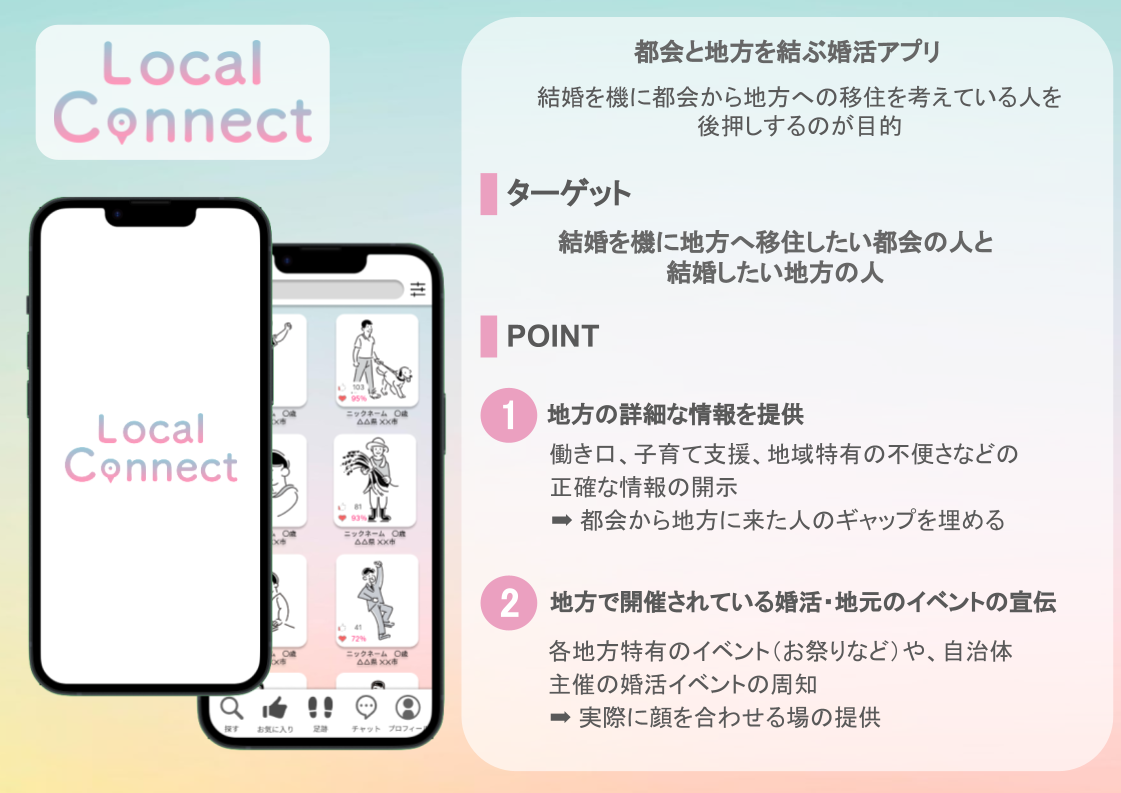 Local
Connect
都会と地方を結ぶ婚活アプリ
結婚を機に都会から地方への移住を考えている人を
後押しするのが目的
ターゲット
結婚を機に地方へ移住したい都会の人と
結婚したい地方の人
POINT
1 地方の詳細な情報を提供
働き口、子育て支援、地域特有の不便さなどの
正確な情報の開示
➡ 都会から地方に来た人のギャップを埋める
2 地方で開催されている婚活・地元のイベントの宣伝
各地方特有のイベント（お祭りなど）や、自治体
主催の婚活イベントの周知
➡ 実際に顔を合わせる場の提供
Local
Connect
103
95%
ニックネーム 〇歳
△△県 ××市
〇歳
××市
81
93%
ニックネーム 〇歳
△△県 ××市
〇歳
××市
41
72%
ニックネーム 〇歳
△△県 ××市
〇歳
××市
探す お気に入り 足跡 チャット プロフィー